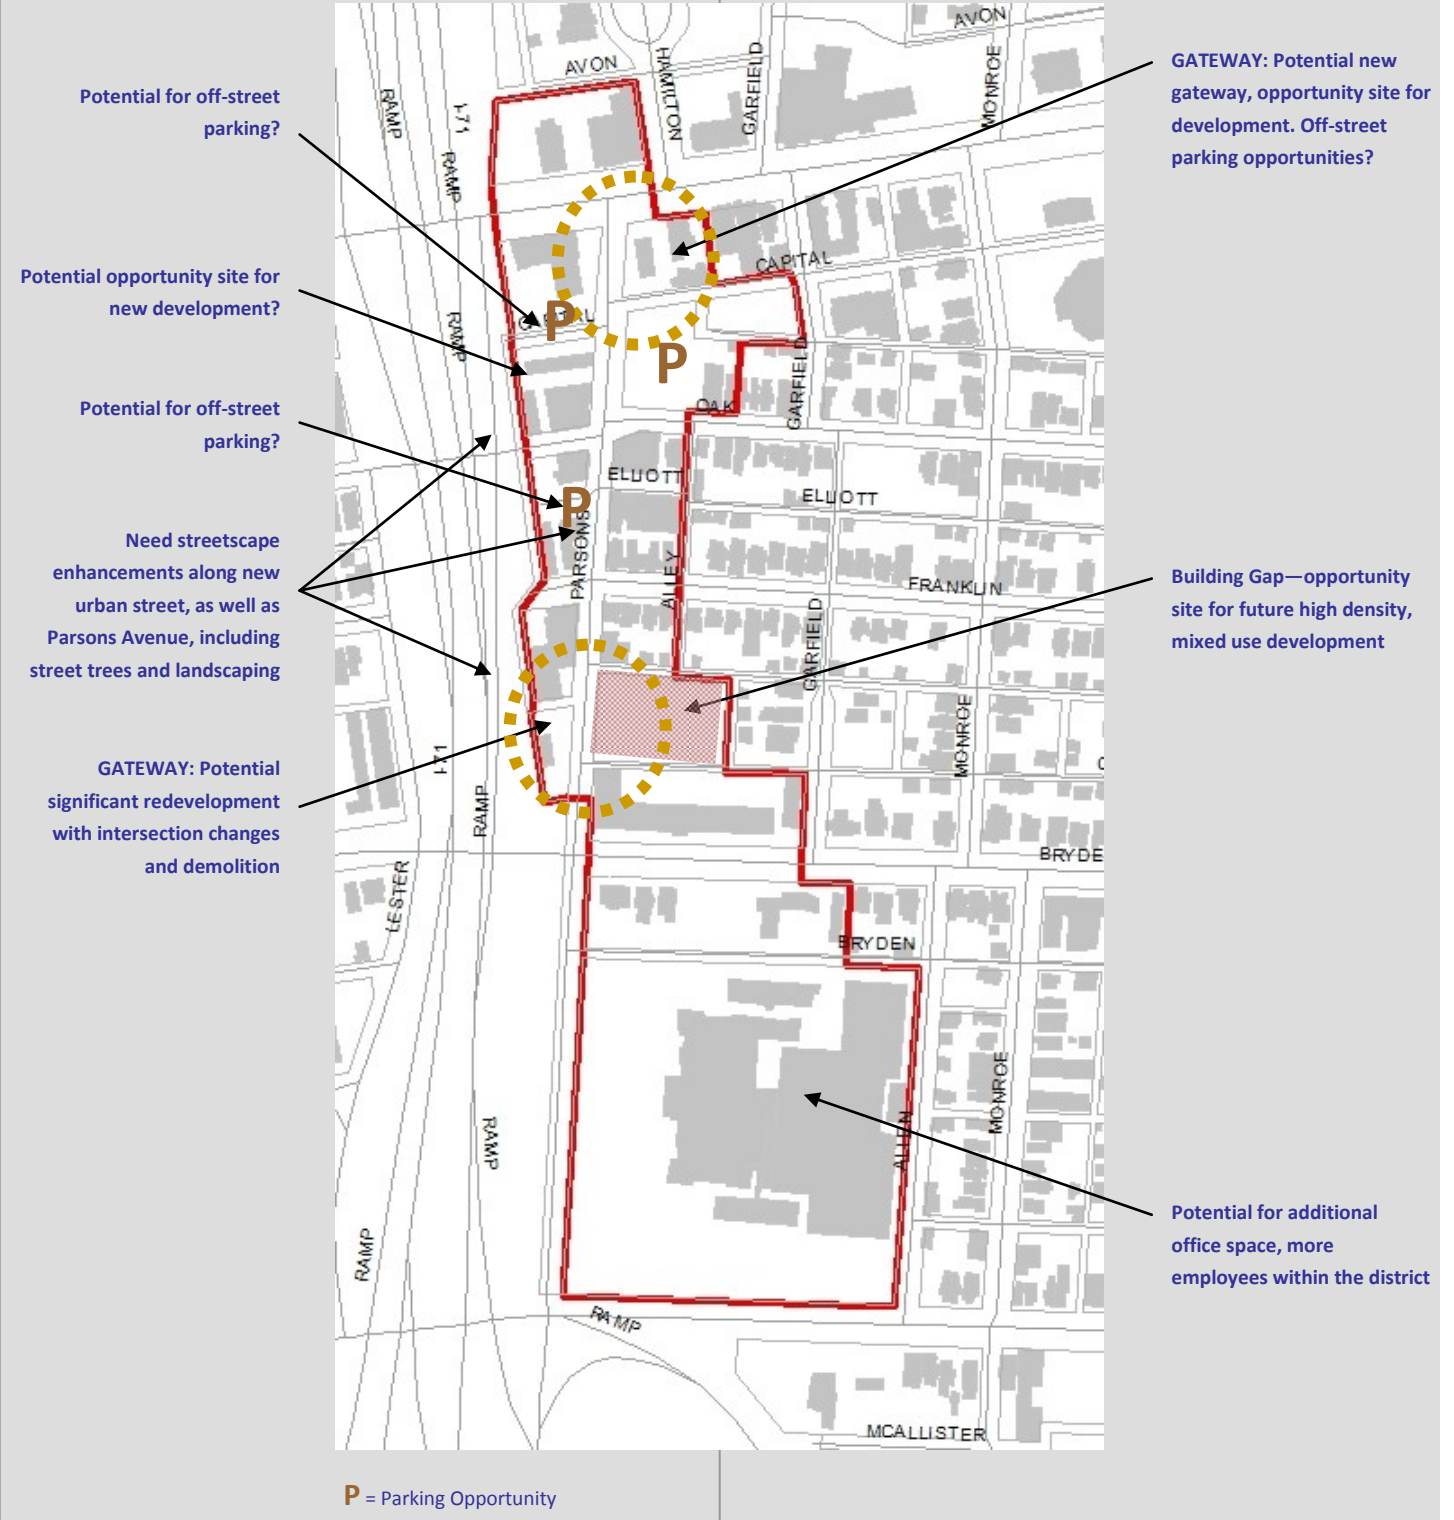 Potential for off-street
parking?
Potential opportunity site for
new development?
Potential for off-street
parking?
Need streetscape
enhancements along new
urban street, as well as
Parsons Avenue, including
street trees and landscaping
GATEWAY: Potential
significant redevelopment
with intersection changes
and demolition
GATEWAY: Potential new
gateway, opportunity site for
development. Off-street
parking opportunities?
Building Gap—opportunity
site for future high density,
mixed use development
Potential for additional
office space, more
employees within the district
AVON
AVON
HAMILTON
GARFIELD
MONROE
RAMP
I-71
RAMP
CAPITAL
RAMP
P
P
GARFIELD
OAK
ELLIOTT
ELLIOTT
P
PARSONS
ALLEY
FRANKLIN
GARFIELD
MONROE
I-71
RAMP
BRYDE
LESTER
BRYDEN
MONROE
ALLEN
RAMP
RAMP
RAMP
MCALLISTER
P = Parking Opportunity